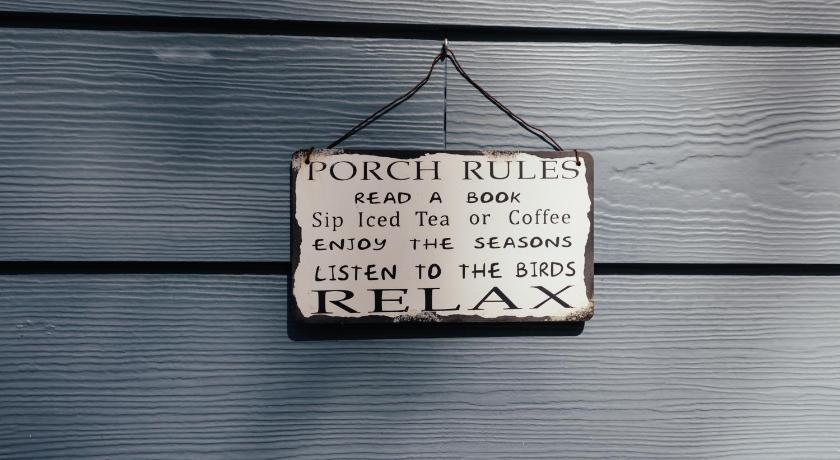 PORCH RULES
READ A BOOK
Sip Iced Tea or Coffee
ENJOY THE SEASONS
LISTEN TO THE BIRDS
RELAX